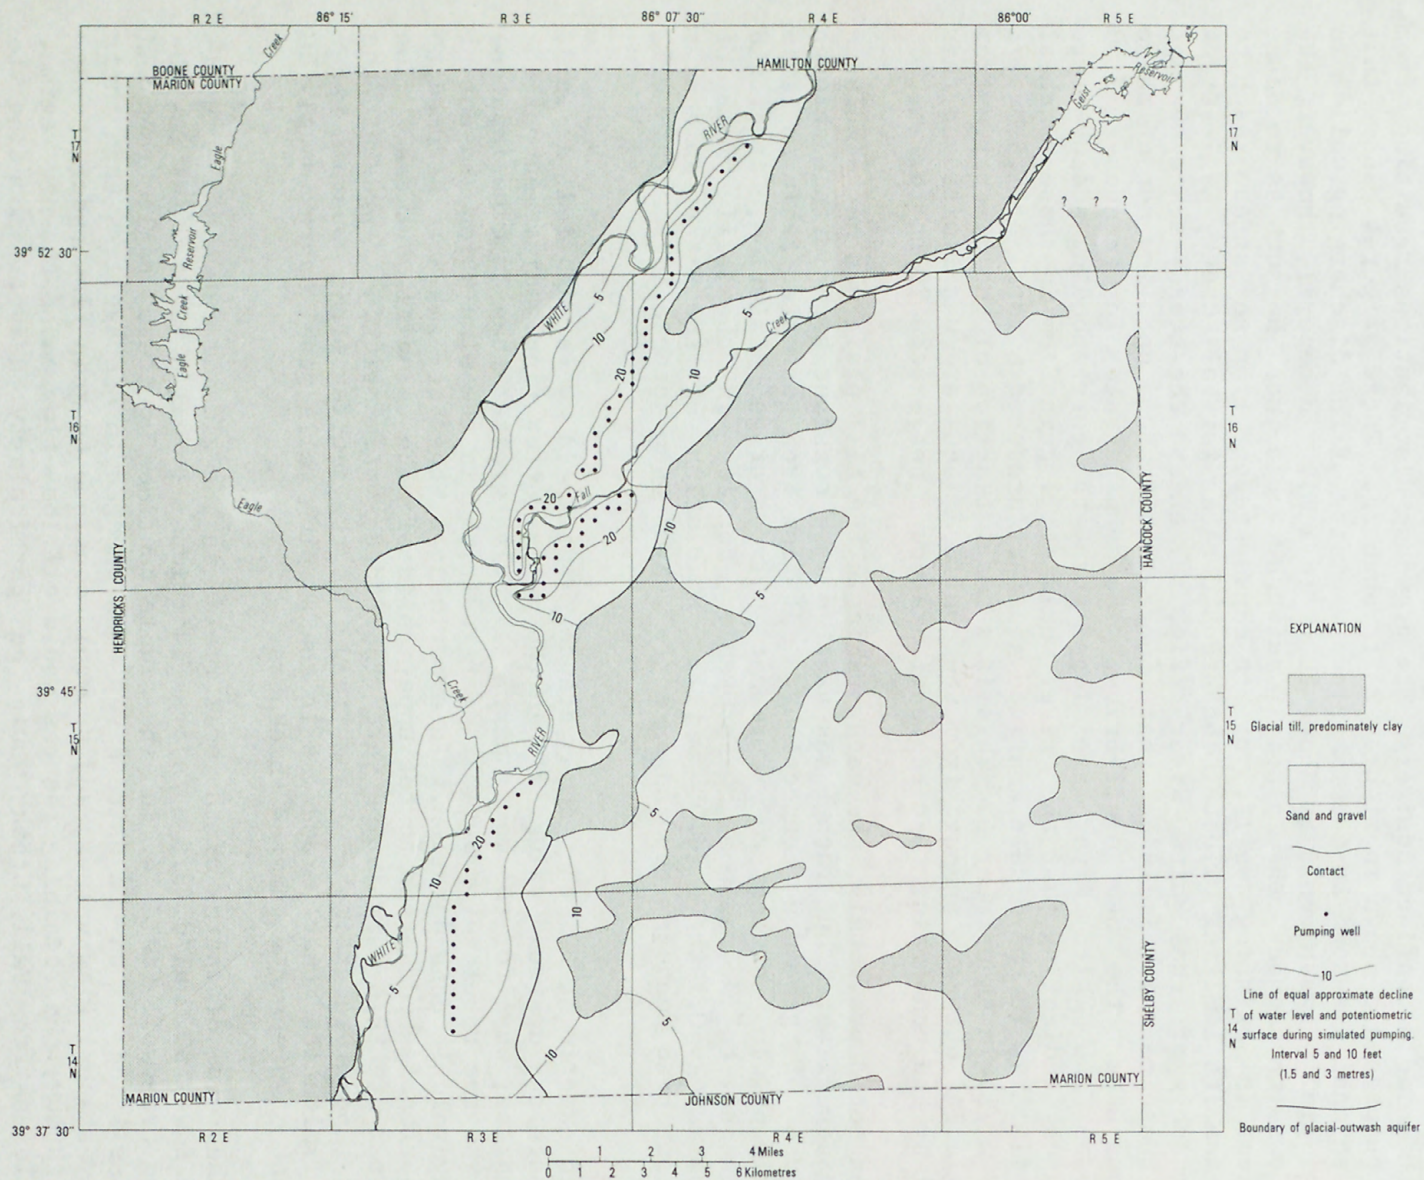 R 2 E 86° 15' R 3 E 86° 07' 30" R 4 E 86° 00' R 5 E
BOONE COUNTY
MARION COUNTY
HAMILTON COUNTY
Creek
Eagle
Reservoir
Creek
Eagle
Eagle
Creek
RIVER
WHITE
Geist
Reservoir
T
17
N
T
17
N
39° 52' 30"
? ? ?
5
10
20
5
Creek
10
T
16
N
T
16
N
20
Fall
20
10
10
5
HENDRICKS COUNTY
HANCOCK COUNTY
39° 45'
T
15
N
T
15
N
RIVER
5
20
10
10
WHITE
5
5
10
SHELBY COUNTY
T
14
N
T
14
N
MARION COUNTY
JOHNSON COUNTY
MARION COUNTY
39° 37' 30"
R 2 E R 3 E R 4 E R 5 E
0 1 2 3 4 Miles
0 1 2 3 4 5 6 Kilometres
EXPLANATION
Glacial till, predominately clay
Sand and gravel
Contact
Pumping well
10
Line of equal approximate decline
of water level and potentiometric
surface during simulated pumping.
Interval 5 and 10 feet
(1.5 and 3 metres)
Boundary of glacial-outwash aquifer